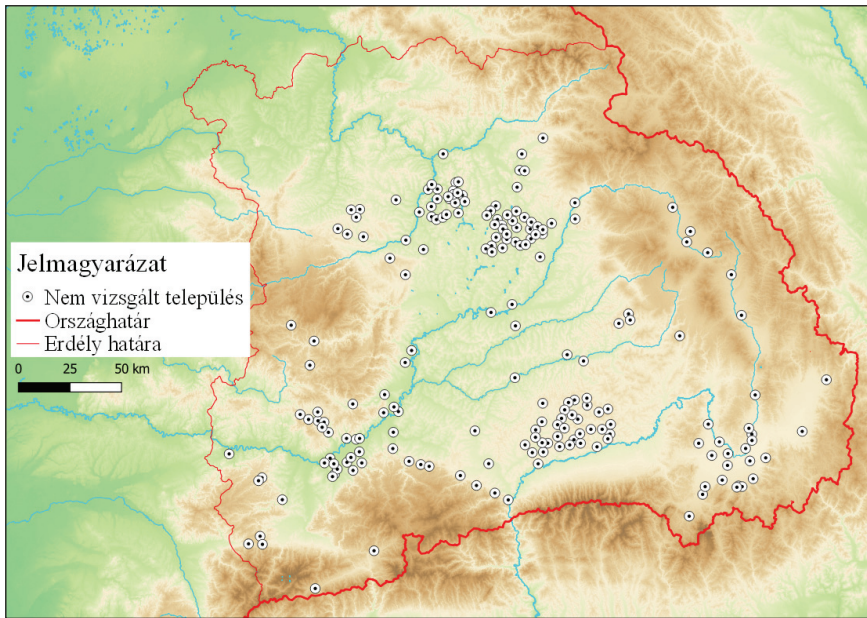 Jelmagyarázat
Nem vizsgált település
Országhatár
Erdély határa
0 25 50 km